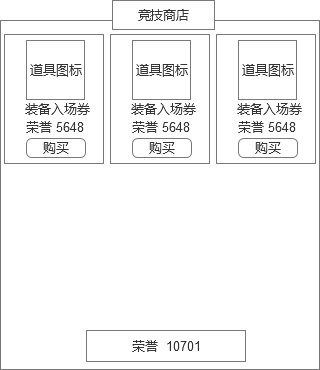 竞技商店
道具图标 道具图标 道具图标
装备入场券 装备入场券 装备入场券
荣誉 5648 荣誉 5648 荣誉 5648
购买 购买 购买
荣誉 10701